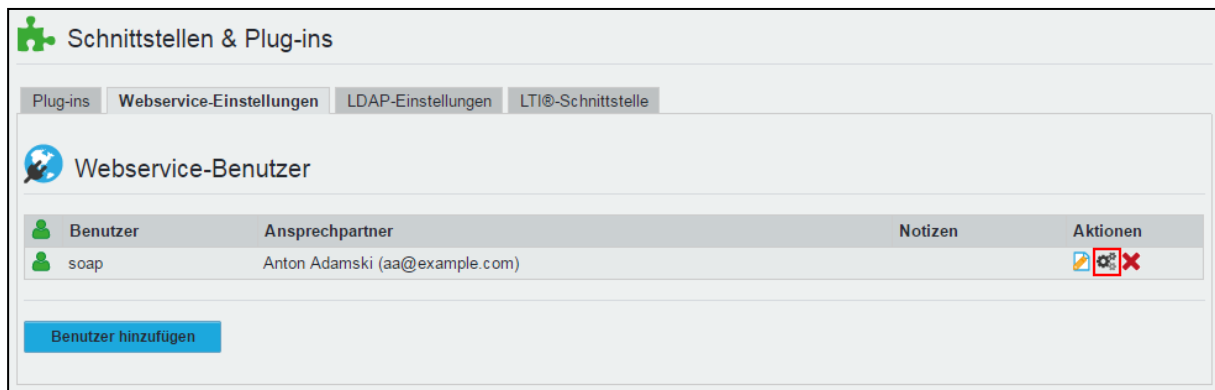 Schnittstellen & Plug-ins
Plug-ins Webservice-Einstellungen LDAP-Einstellungen LTI®-Schnittstelle
Webservice-Benutzer
Benutzer Ansprechpartner Notizen Aktionen
soap Anton Adamski (aa@example.com)
Benutzer hinzufügen